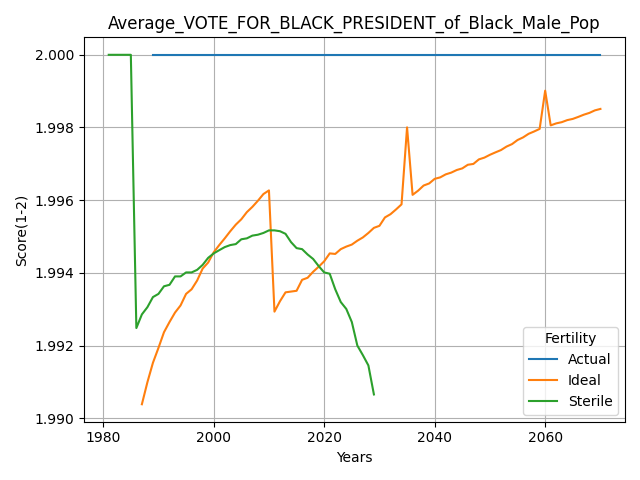 Average_VOTE_FOR_BLACK_PRESIDENT_of_Black_Male_Pop
2.000
1.998
1.996
1.994
1.992
1.990
Score(1-2)
1980
2000
2020
2040
2060
Years
Fertility
Actual
Ideal
Sterile